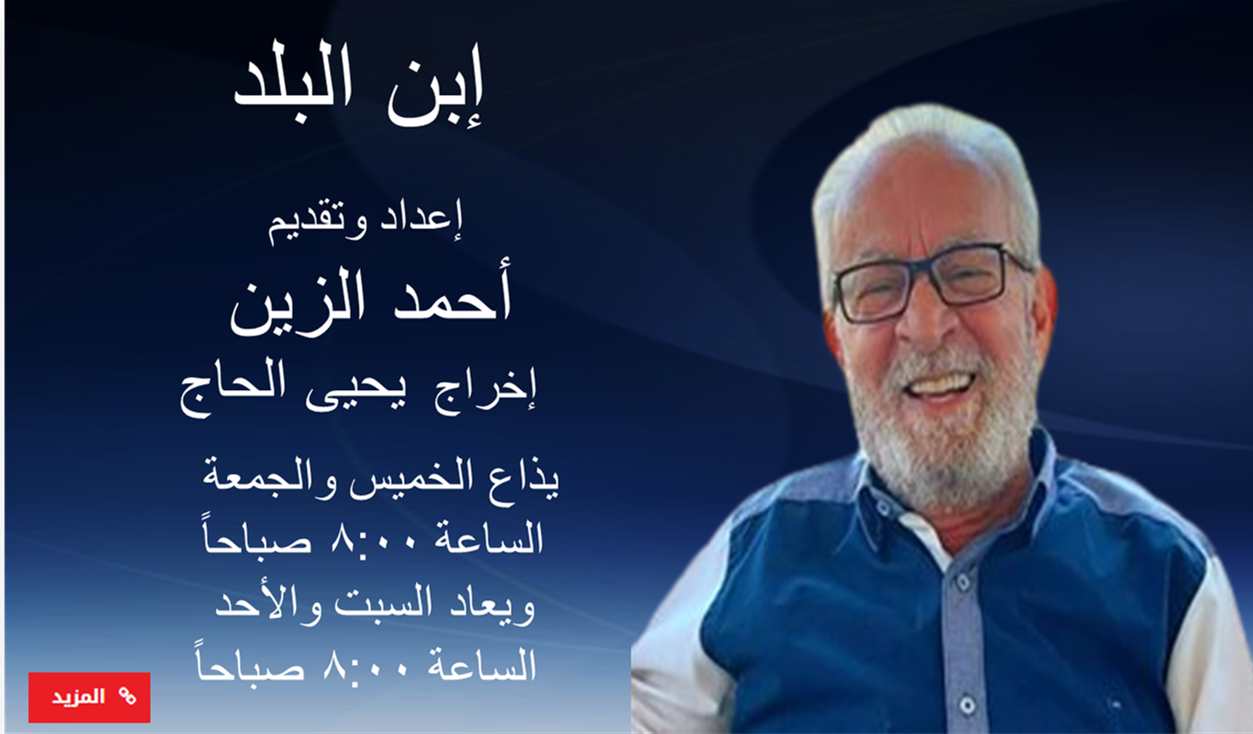 إبن البلد
إعداد وتقديم
أحمد الزين
إخراج يحيى الحاج
يذاع الخميس والجمعة
الساعة ٨:٠٠ صباحاً
ويعاد السبت والأحد
الساعة ٨:٠٠ صباحاً
المزيد